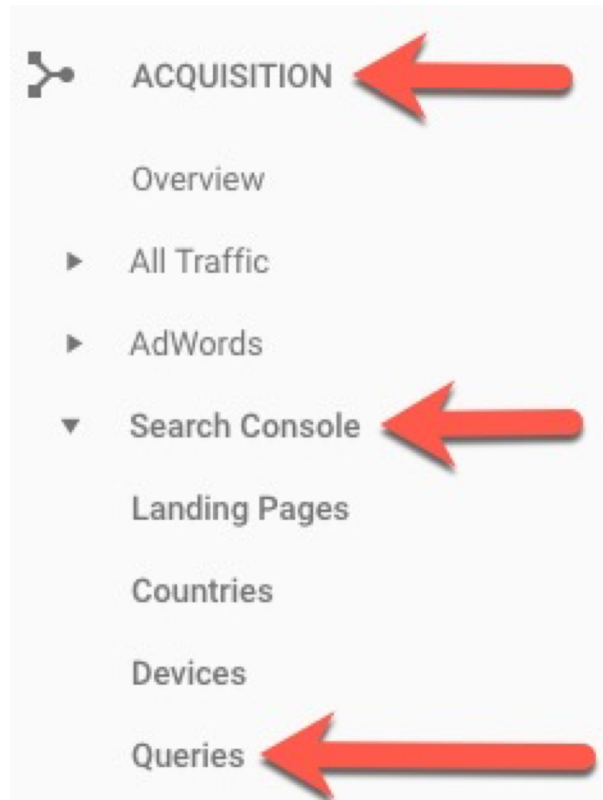 ACQUISITION
Overview
All Traffic
AdWords
Search Console
Landing Pages
Countries
Devices
Queries